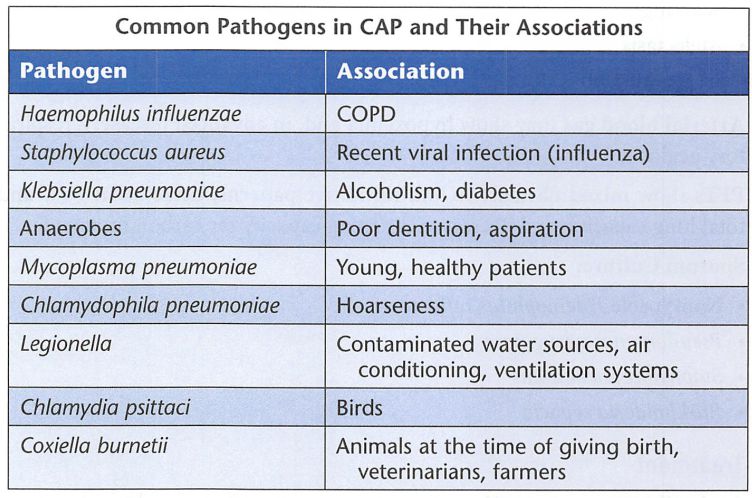 Common Pathogens in CAP and Their Associations
Pathogen Association
Haemophilus influenzae COPD
Staphylococcus aureus Recent viral infection (influenza)
Klebsiella pneumoniae Alcoholism, diabetes
Anaerobes Poor dentition, aspiration
Mycoplasma pneumoniae Young, healthy patients
Chlamydophila pneumoniae Hoarseness
Legionella Contaminated water sources, air
conditioning, ventilation systems
Chlamydia psittaci Birds
Coxiella burnetii Animals at the time of giving birth,
veterinarians, farmers